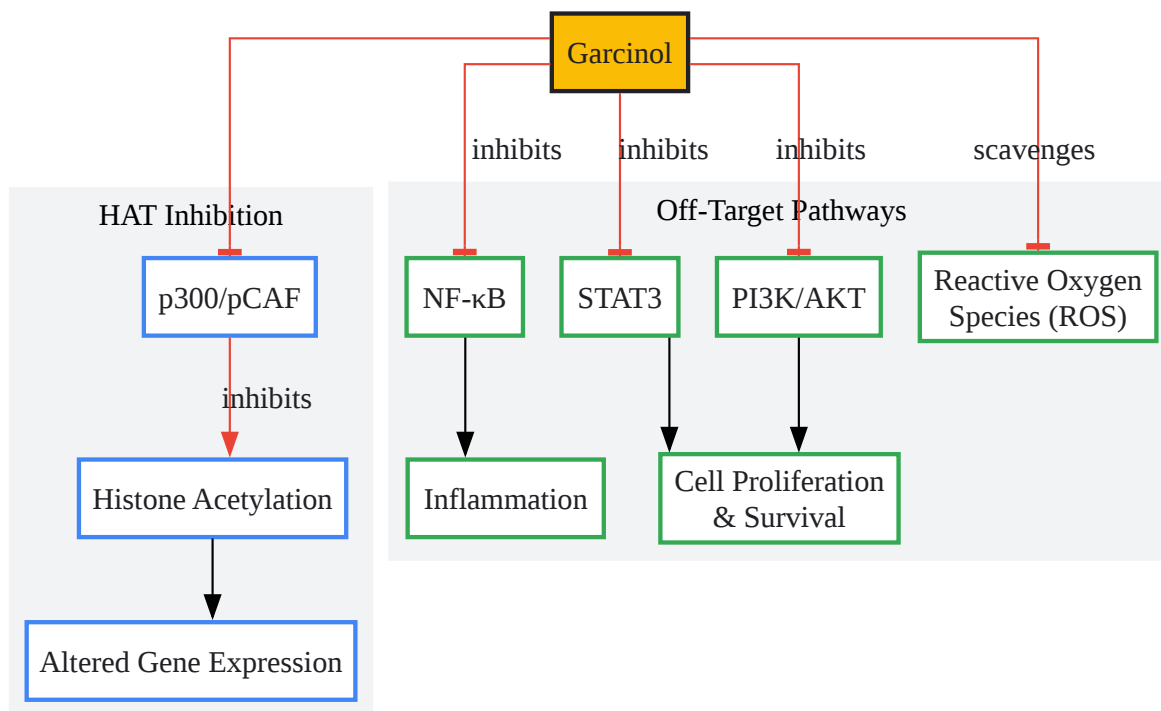 Garcinol
inhibits
inhibits
inhibits
scavenges
HAT Inhibition
Off-Target Pathways
p300/pCAF
NF-κB
STAT3
PI3K/AKT
Reactive Oxygen
Species (ROS)
inhibits
Histone Acetylation
Inflammation
Cell Proliferation
& Survival
Altered Gene Expression